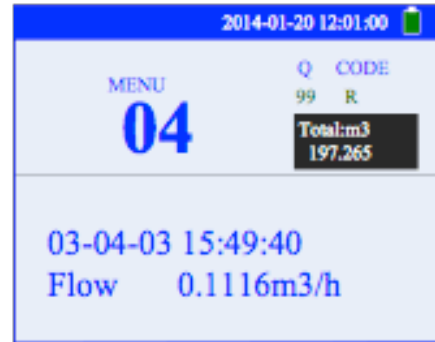 2014-01-20 12:01:00
MENU
04
Q CODE
99 R
Total:m3
197.265
03-04-03 15:49:40
Flow 0.1116m3/h